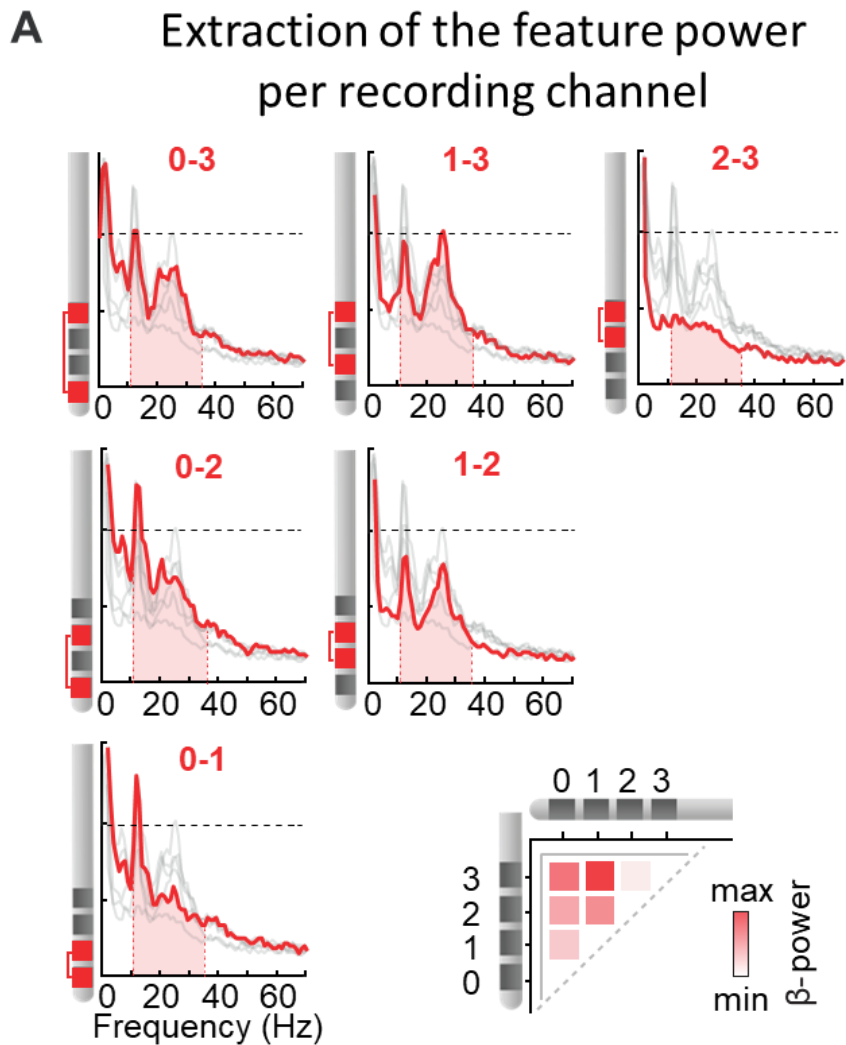 A
Extraction of the feature power
per recording channel
0-3
1-3
2-3
0 20 40 60
0 20 40 60
0 20 40 60
0-2
1-2
0 20 40 60
0 20 40 60
0-1
0 20 40 60
Frequency (Hz)
0 1 2 3
3
2
1
0
max
min
β-power